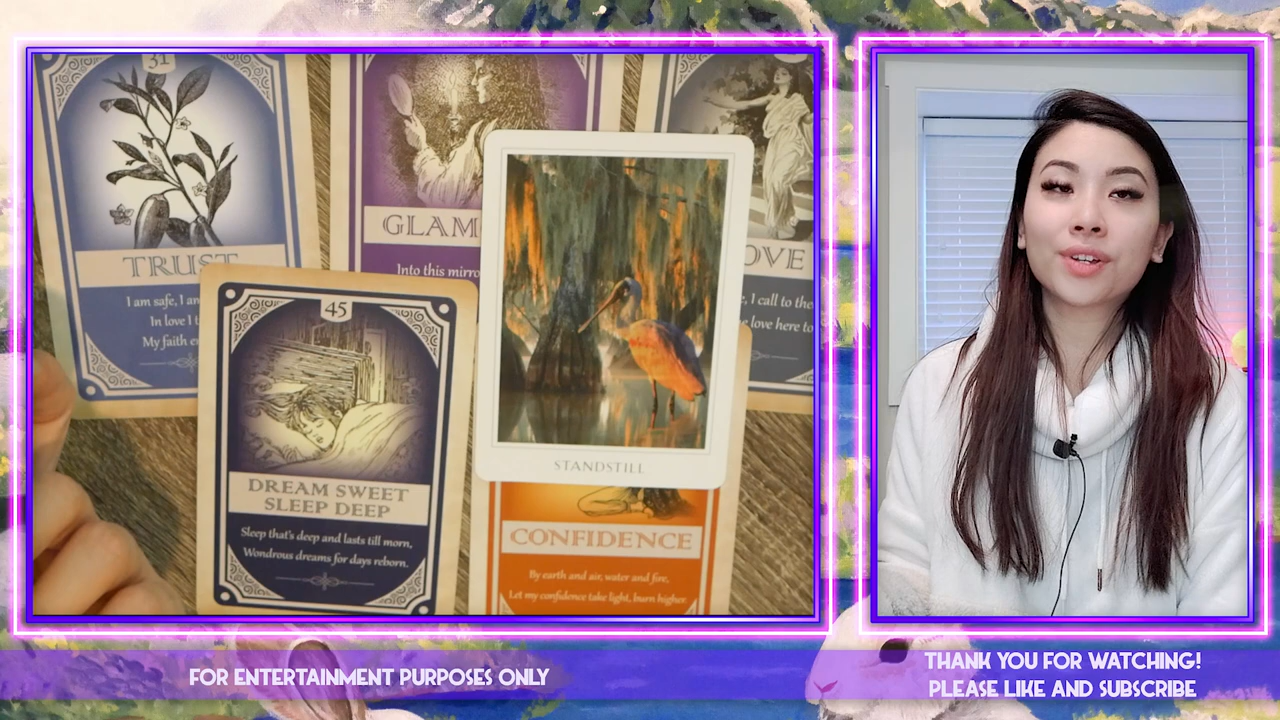 31
TRUST
I am safe, I an
In love I t
My faith e
GLAM
Into this mirro
OVE
e, I call to the
love here to
45
DREAM SWEET
SLEEP DEEP
Sleep that's deep and lasts till morn,
Wondrous dreams for days reborn.
STANDSTILL
CONFIDENCE
By earth and air, water and fire,
Let my confidence take light, burn higher.
FOR ENTERTAINMENT PURPOSES ONLY
THANK YOU FOR WATCHING!
PLEASE LIKE AND SUBSCRIBE